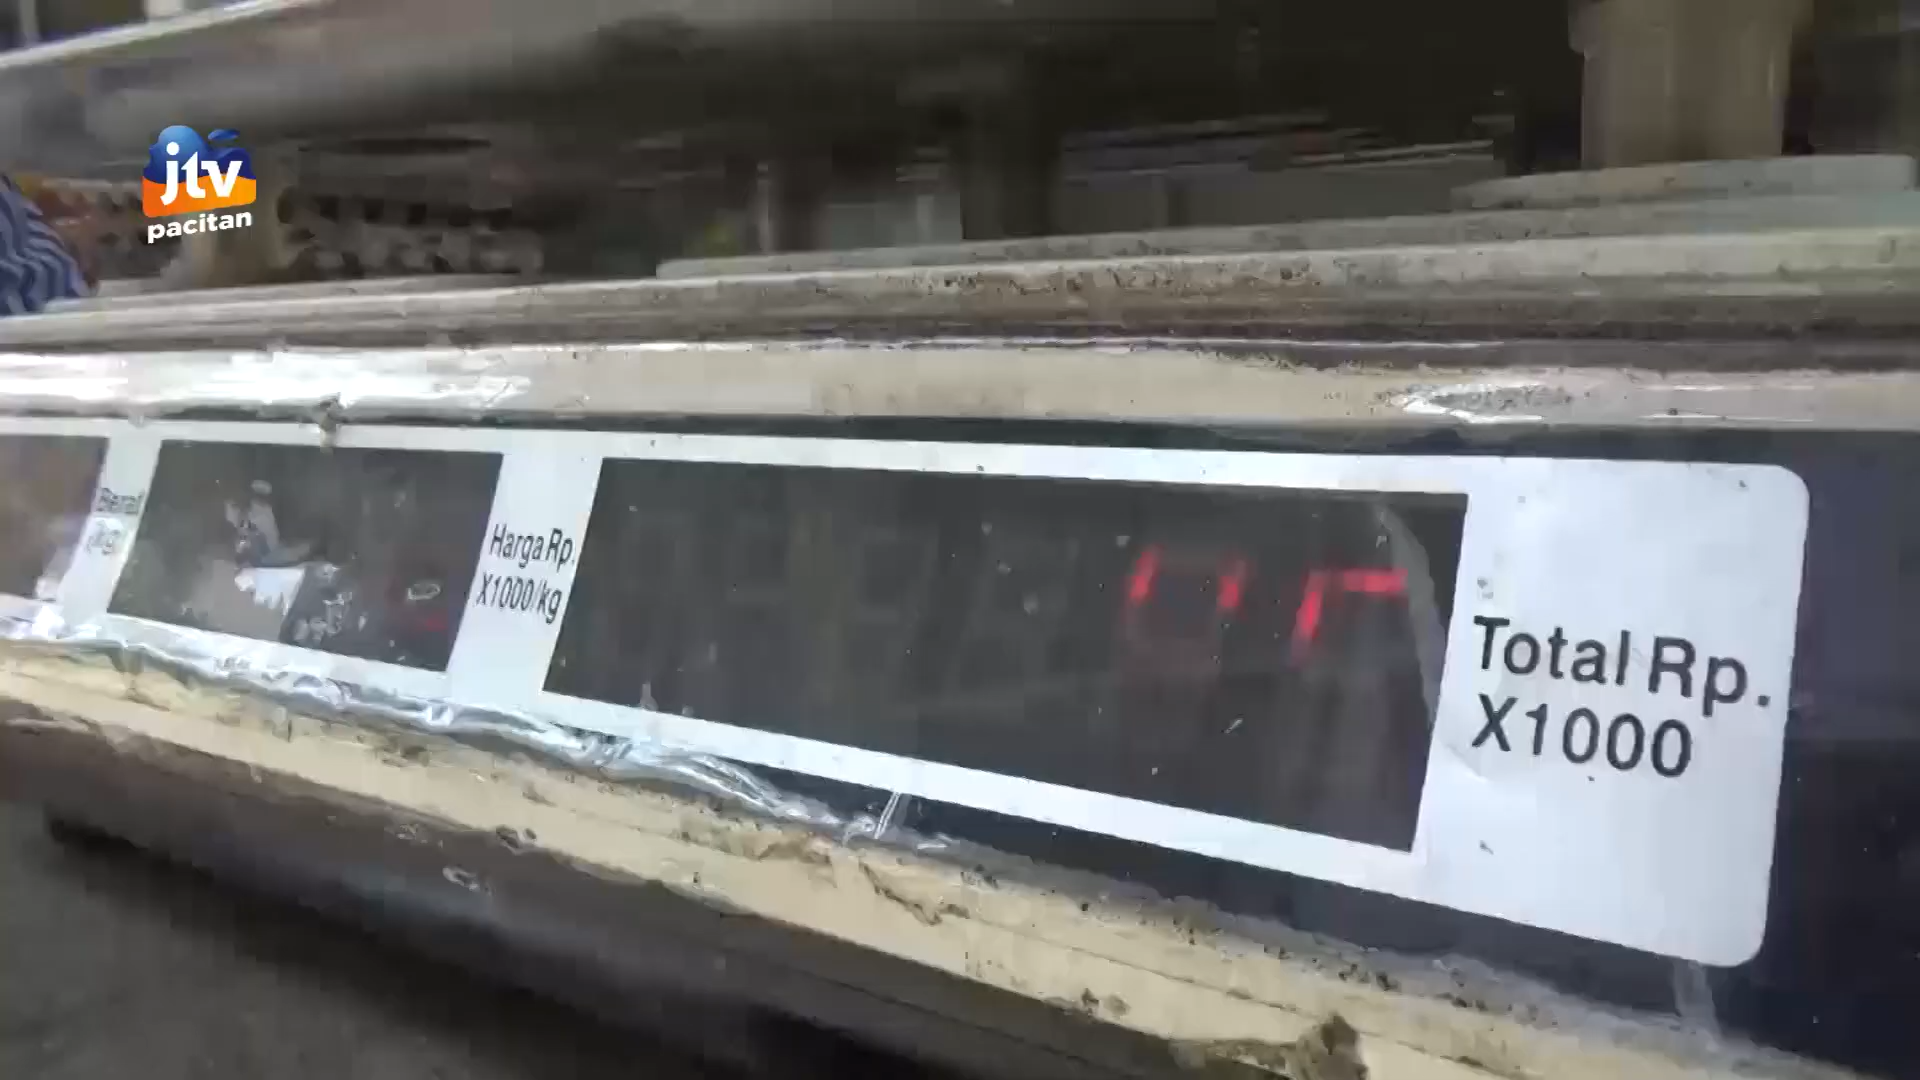 jtv
pacitan
Berat
(kg)
Harga Rp.
X1000/kg
Total Rp.
X1000